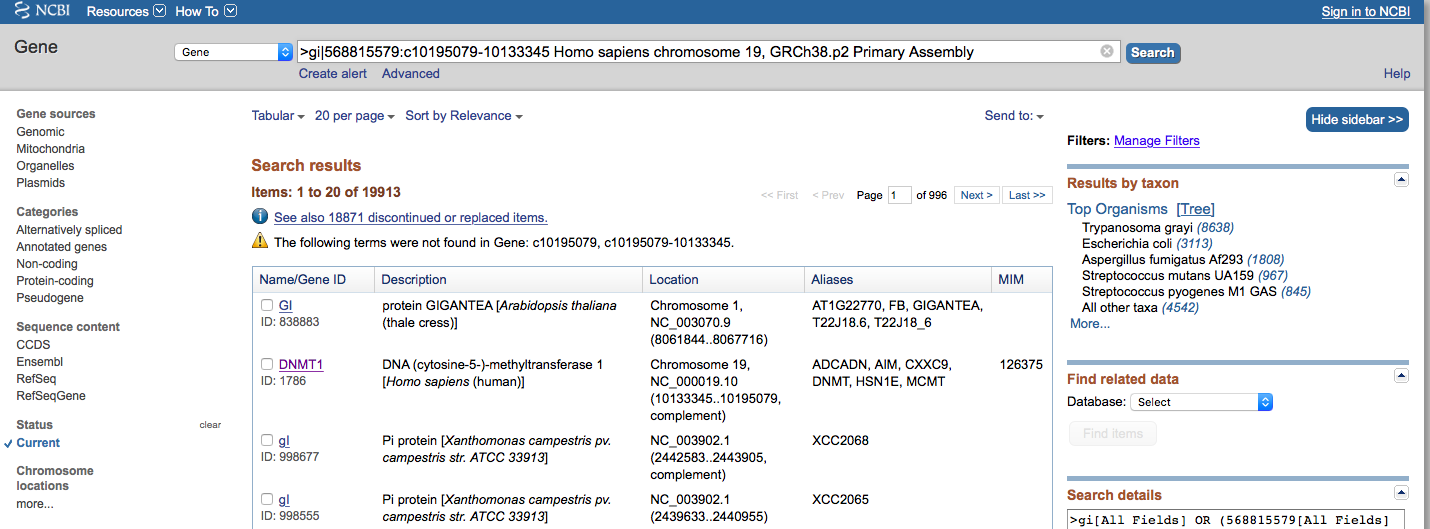 NCBI Resources How To Sign in to NCBI
Gene Gene >gi|568815579:c10195079-10133345 Homo sapiens chromosome 19, GRCh38.p2 Primary Assembly Search
Create alert Advanced Help
Gene sources
Genomic
Mitochondria
Organelles
Plasmids
Categories
Alternatively spliced
Annotated genes
Non-coding
Protein-coding
Pseudogene
Sequence content
CCDS
Ensembl
RefSeq
RefSeqGene
Status clear
Current
Chromosome
locations
more...
Tabular 20 per page Sort by Relevance Send to:
Search results
Items: 1 to 20 of 19913
<< First < Prev Page 1 of 996 Next > Last >>
See also 18871 discontinued or replaced items.
The following terms were not found in Gene: c10195079, c10195079-10133345.
Name/Gene ID Description Location Aliases MIM
GI
ID: 838883
protein GIGANTEA [Arabidopsis thaliana
(thale cress)]
Chromosome 1,
NC_003070.9
(8061844..8067716)
AT1G22770, FB, GIGANTEA,
T22J18.6, T22J18_6
DNMT1
ID: 1786
DNA (cytosine-5-)-methyltransferase 1
[Homo sapiens (human)]
Chromosome 19,
NC_000019.10
(10133345..10195079,
complement)
ADCADN, AIM, CXXC9,
DNMT, HSN1E, MCMT
126375
gI
ID: 998677
Pi protein [Xanthomonas campestris pv.
campestris str. ATCC 33913]
NC_003902.1
(2442583..2443905,
complement)
XCC2068
gI
ID: 998555
Pi protein [Xanthomonas campestris pv.
campestris str. ATCC 33913]
NC_003902.1
(2439633..2440955)
XCC2065
Hide sidebar >>
Filters: Manage Filters
Results by taxon
Top Organisms [Tree]
Trypanosoma grayi (8638)
Escherichia coli (3113)
Aspergillus fumigatus Af293 (1808)
Streptococcus mutans UA159 (967)
Streptococcus pyogenes M1 GAS (845)
All other taxa (4542)
More...
Find related data
Database: Select
Find items
Search details
>gi[All Fields] OR (568815579[All Fields]